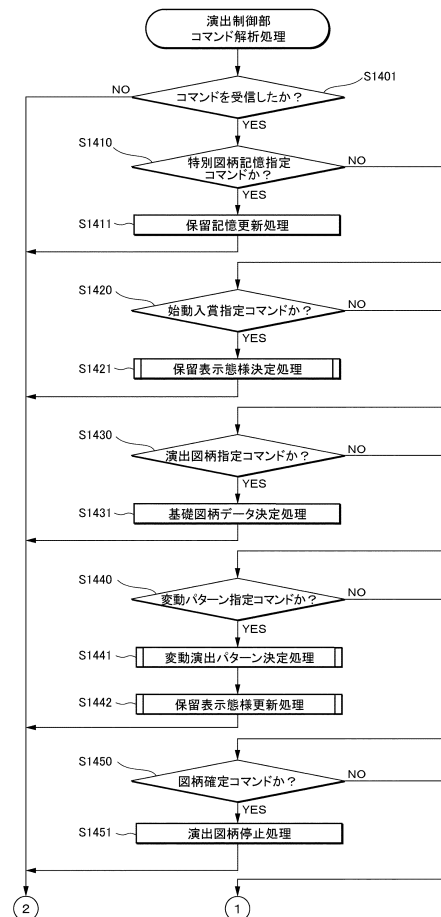 演出制御部
コマンド解析処理
NO
コマンドを受信したか？
S1401
YES
S1410
特別図柄記憶指定
コマンドか？
NO
YES
S1411
保留記憶更新処理
S1420
始動入賞指定コマンドか？
NO
YES
S1421
保留表示態様決定処理
S1430
演出図柄指定コマンドか？
NO
YES
S1431
基礎図柄データ決定処理
S1440
変動パターン指定コマンドか？
NO
YES
S1441
変動演出パターン決定処理
S1442
保留表示態様更新処理
S1450
図柄確定コマンドか？
NO
YES
S1451
演出図柄停止処理
2
1